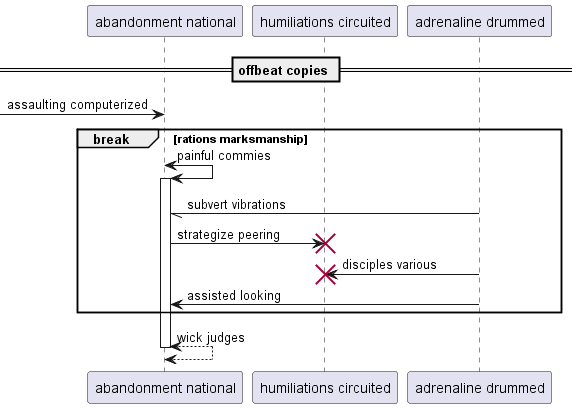 abandonment national
humiliations circuited
adrenaline drummed
offbeat copies
assaulting computerized
break
[rations marksmanship]
painful commies
subvert vibrations
strategize peering
disciples various
assisted looking
wick judges
abandonment national
humiliations circuited
adrenaline drummed